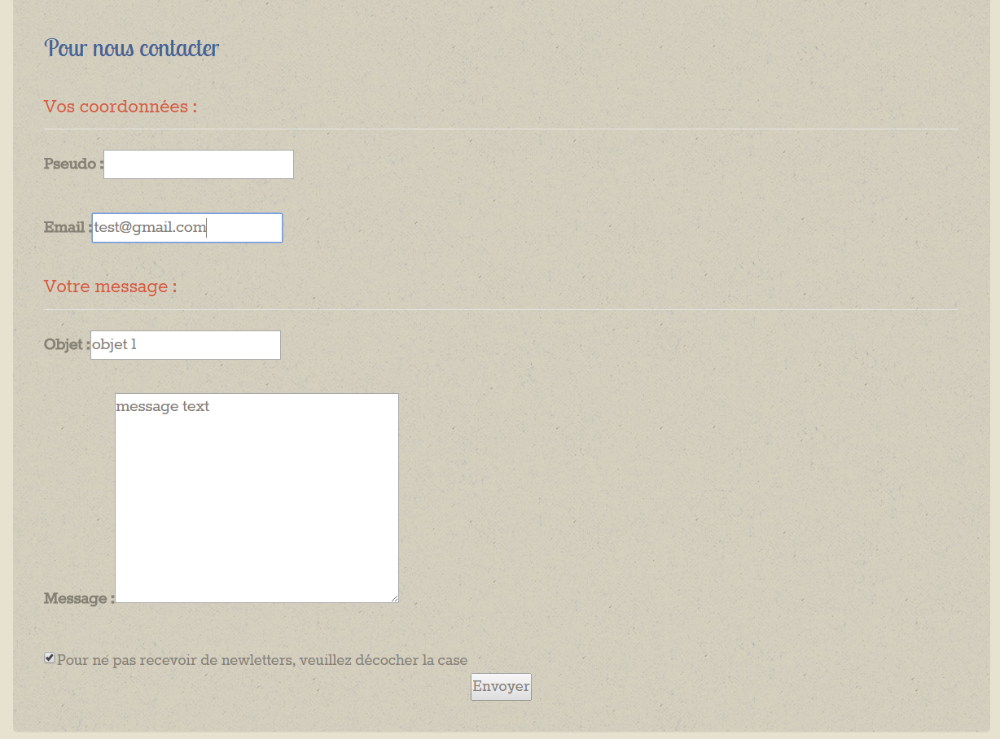 Pour nous contacter
Vos coordonnées :
Pseudo :
Email : test@gmail.com
Votre message :
Objet : objet 1
message text
Message :
Pour ne pas recevoir de newletters, veuillez décocher la case
Envoyer